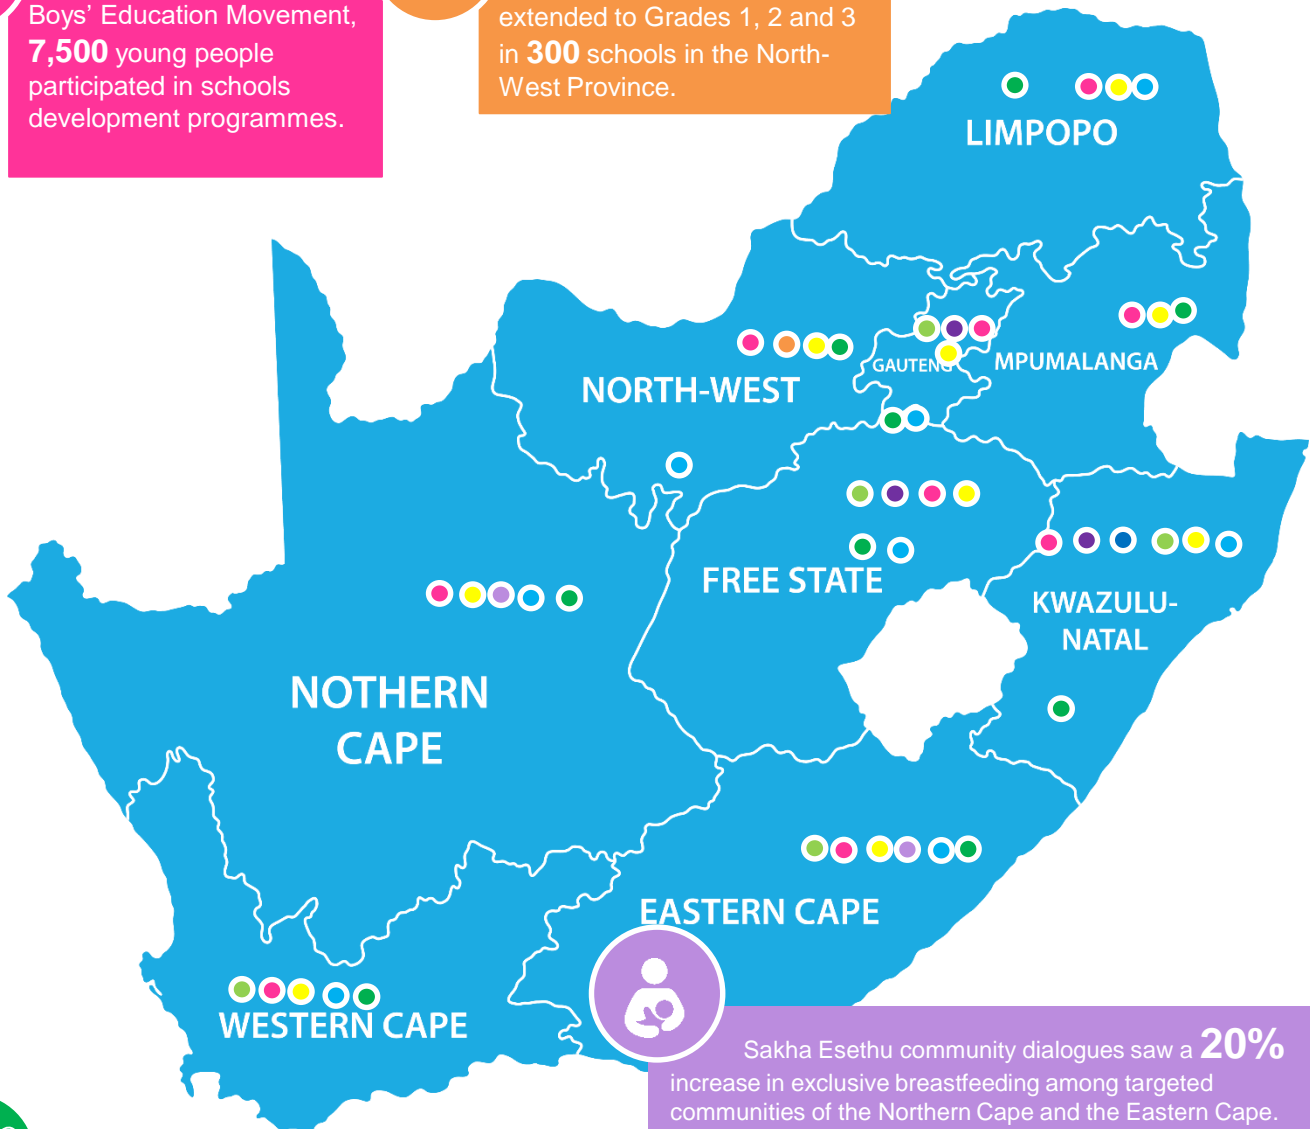 Boys’ Education Movement,
7,500 young people
participated in schools
development programmes.
extended to Grades 1, 2 and 3
in 300 schools in the North-
West Province.
LIMPOPO
GAUTENG
MPUMALANGA
NORTH-WEST
FREE STATE
KWAZULU-
NATAL
NOTHERN
CAPE
EASTERN CAPE
WESTERN CAPE
Sakha Esethu community dialogues saw a 20%
increase in exclusive breastfeeding among targeted
communities of the Northern Cape and the Eastern Cape.